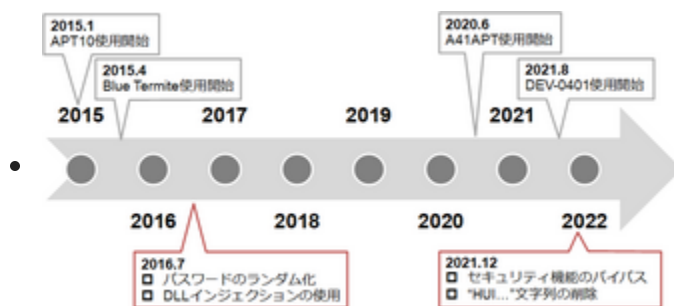 2015.1
APT10使用開始
2015.4
Blue Termite使用開始
2020.6
A41APT使用開始
2021.8
DEV-0401使用開始
2015
2017
2019
2021
2016
2018
2020
2022
2016.7
パスワードのランダム化
DLLインジェクションの使用
2021.12
セキュリティ機能のバイパス
"HUI..."文字列の削除